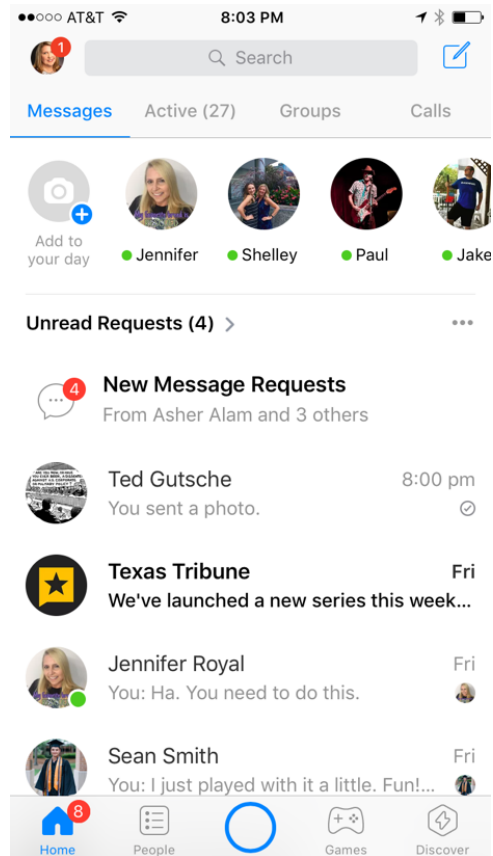 AT&T 8:03 PM
1
Search
Messages Active (27) Groups Calls
Add to
your day
Jennifer Shelley Paul Jake
Unread Requests (4) >
4
New Message Requests
From Asher Alam and 3 others
Ted Gutsche 8:00 pm
You sent a photo.
Texas Tribune Fri
We've launched a new series this week...
Jennifer Royal Fri
You: Ha. You need to do this.
Sean Smith Fri
You: I just played with it a little. Fun!...
8
Home People Games Discover